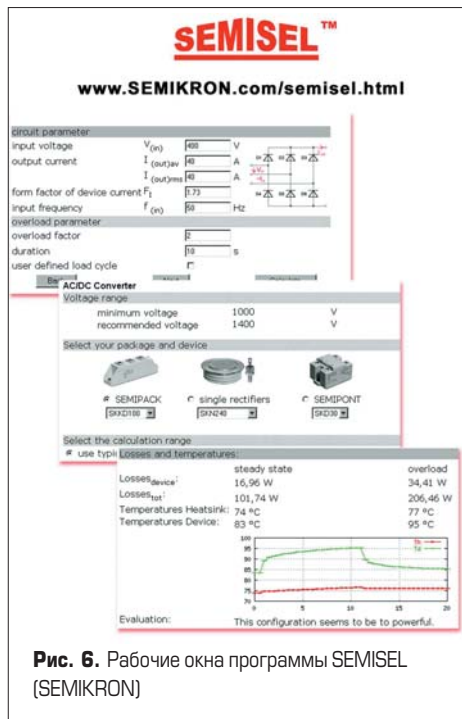 SEMISEL™
www.SEMIKRON.com/semisel.html
circuit parameter
input voltage V(in) 400 V
output current I (out)av 40 A
I (out)rms 40 A
form factor of device current FI 1.73
input frequency f (in) 50 Hz
overload parameter
overload factor 2
duration 10 s
user defined load cycle
AC/DC Converter
Voltage range
minimum voltage 1000 V
recommended voltage 1400 V
Select your package and device
SEMIPACK single rectifiers SEMIPONT
SKKD100 SKN240 SKD30
Select the calculation range
use typi
Losses and temperatures:
steady state overload
Lossesdevice: 16,96 W 34,41 W
Lossestot: 101,74 W 206,46 W
Temperatures Heatsink: 74 °C 77 °C
Temperatures Device: 83 °C 95 °C
100
95
90
85
80
75
70
0 5 10 15 20
Evaluation: This configuration seems to be to powerful.
Рис. 6. Рабочие окна программы SEMISEL
(SEMIKRON)